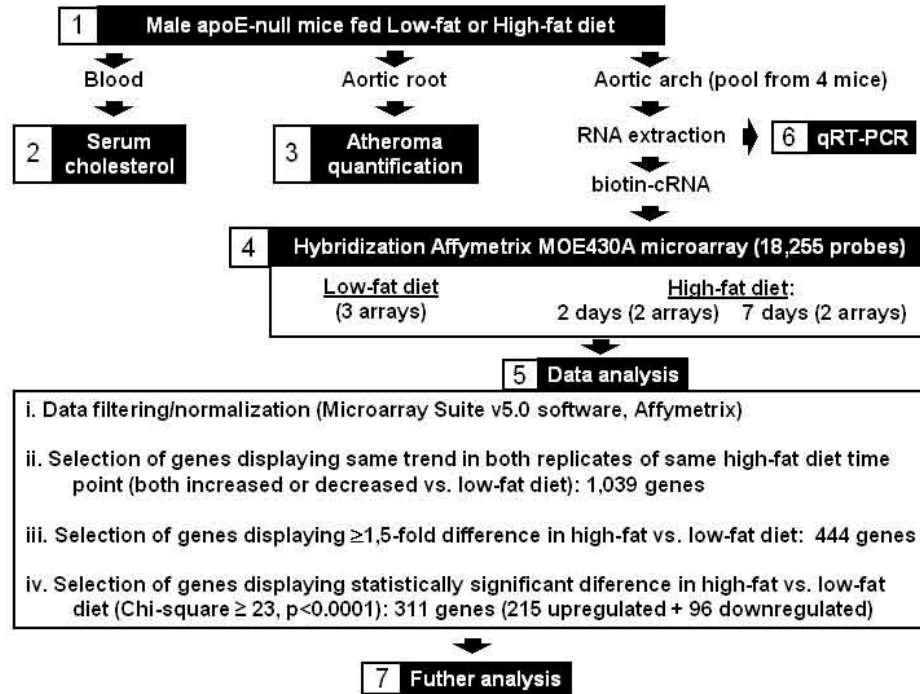 1 Male apoE-null mice fed Low-fat or High-fat diet
Blood
Aortic root
Aortic arch (pool from 4 mice)
2 Serum cholesterol
3 Atheroma quantification
RNA extraction
6 qRT-PCR
biotin-cRNA
4 Hybridization Affymetrix MOE430A microarray (18,255 probes)
Low-fat diet
(3 arrays)
High-fat diet:
2 days (2 arrays) 7 days (2 arrays)
5 Data analysis
i. Data filtering/normalization (Microarray Suite v5.0 software, Affymetrix)
ii. Selection of genes displaying same trend in both replicates of same high-fat diet time
point (both increased or decreased vs. low-fat diet): 1,039 genes
iii. Selection of genes displaying ≥1,5-fold difference in high-fat vs. low-fat diet: 444 genes
iv. Selection of genes displaying statistically significant diference in high-fat vs. low-fat
diet (Chi-square ≥ 23, p<0.0001): 311 genes (215 upregulated + 96 downregulated)
7 Futher analysis